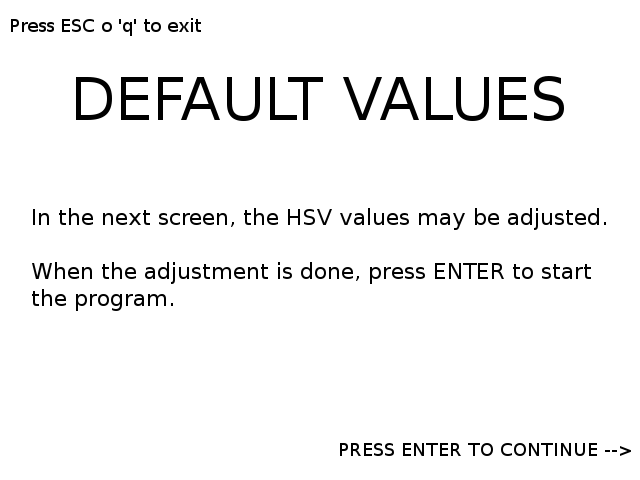 Press ESC o 'q' to exit
DEFAULT VALUES
In the next screen, the HSV values may be adjusted.
When the adjustment is done, press ENTER to start
the program.
PRESS ENTER TO CONTINUE -->